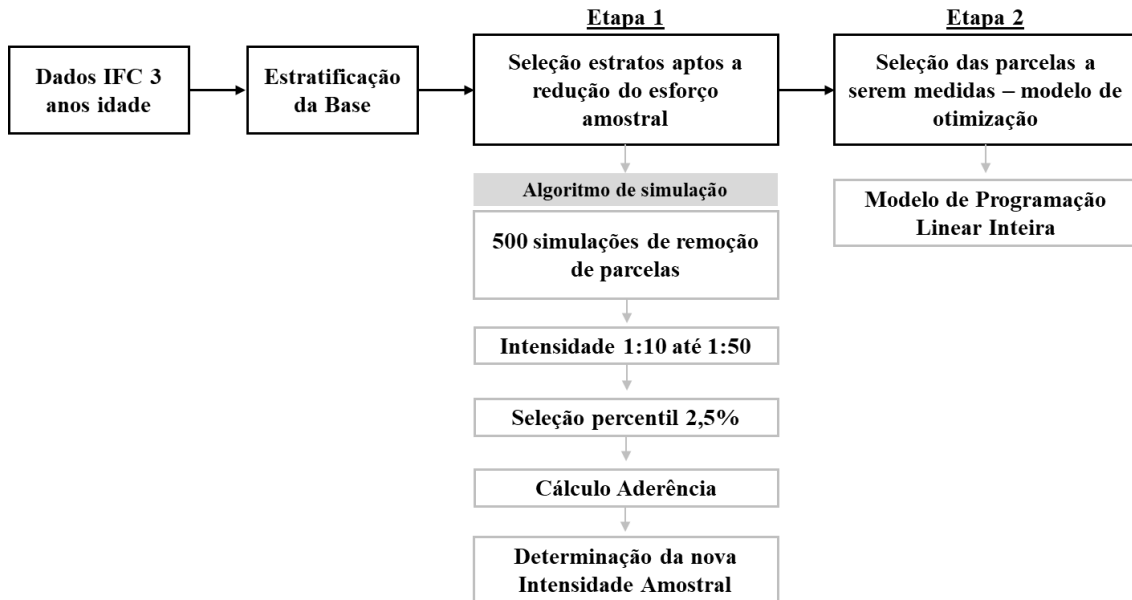 Dados IFC 3
anos idade
Estratificação
da Base
Etapa 1
Seleção estratos aptos a
redução do esforço
amostral
Algoritmo de simulação
500 simulações de remoção
de parcelas
Intensidade 1:10 até 1:50
Seleção percentil 2,5%
Cálculo Aderência
Determinação da nova
Intensidade Amostral
Etapa 2
Seleção das parcelas a
serem medidas – modelo de
otimização
Modelo de Programação
Linear Inteira